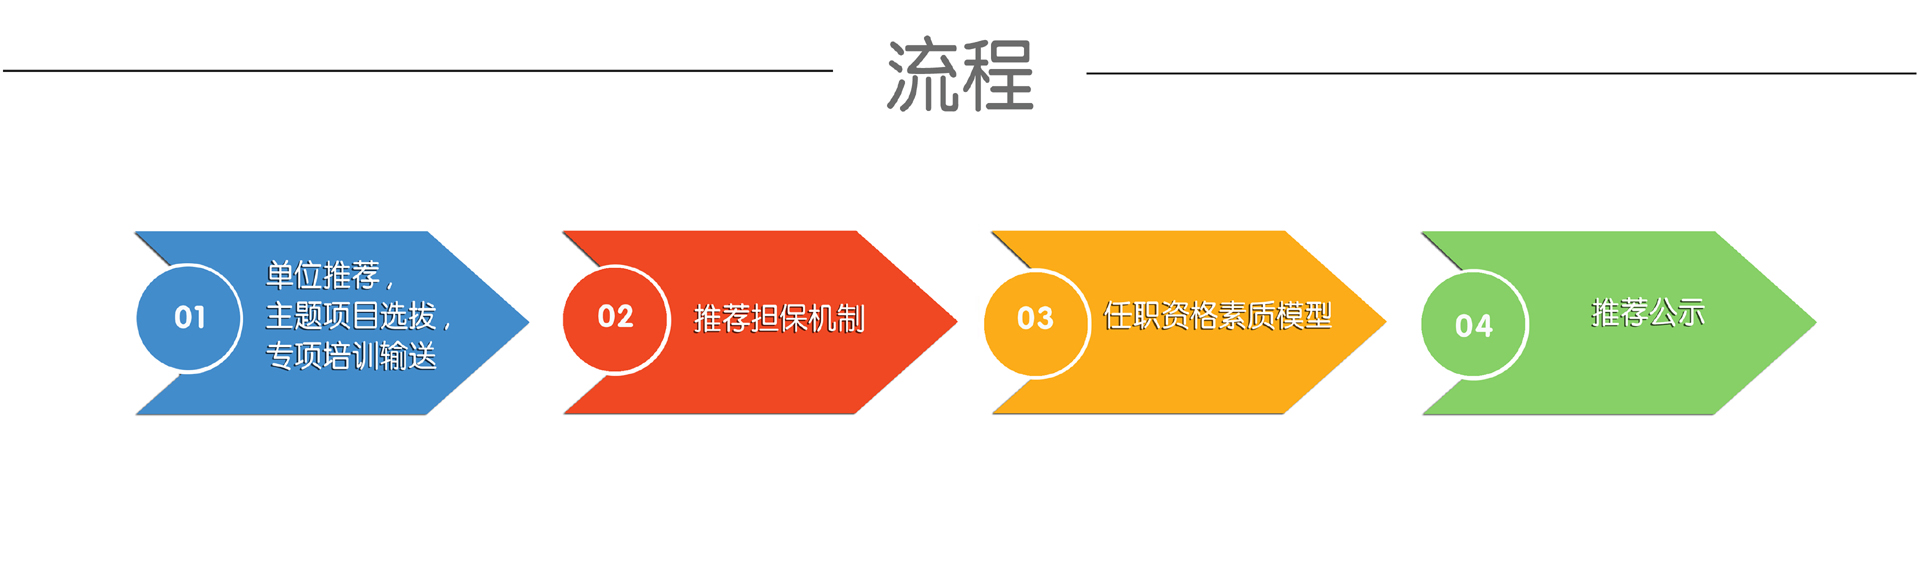 流程
01
单位推荐，
主题项目选拔，
专项培训输送
02
推荐担保机制
03
任职资格素质模型
04
推荐公示